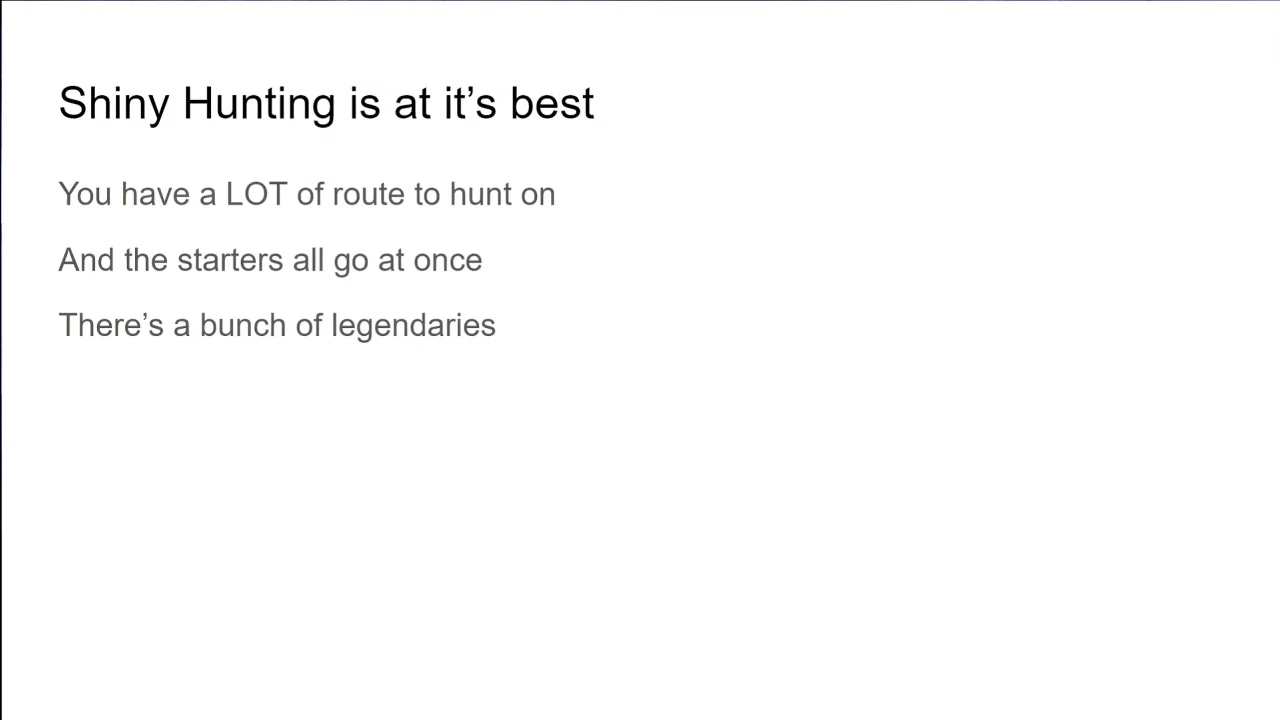 Shiny Hunting is at it’s best
You have a LOT of route to hunt on
And the starters all go at once
There’s a bunch of legendaries